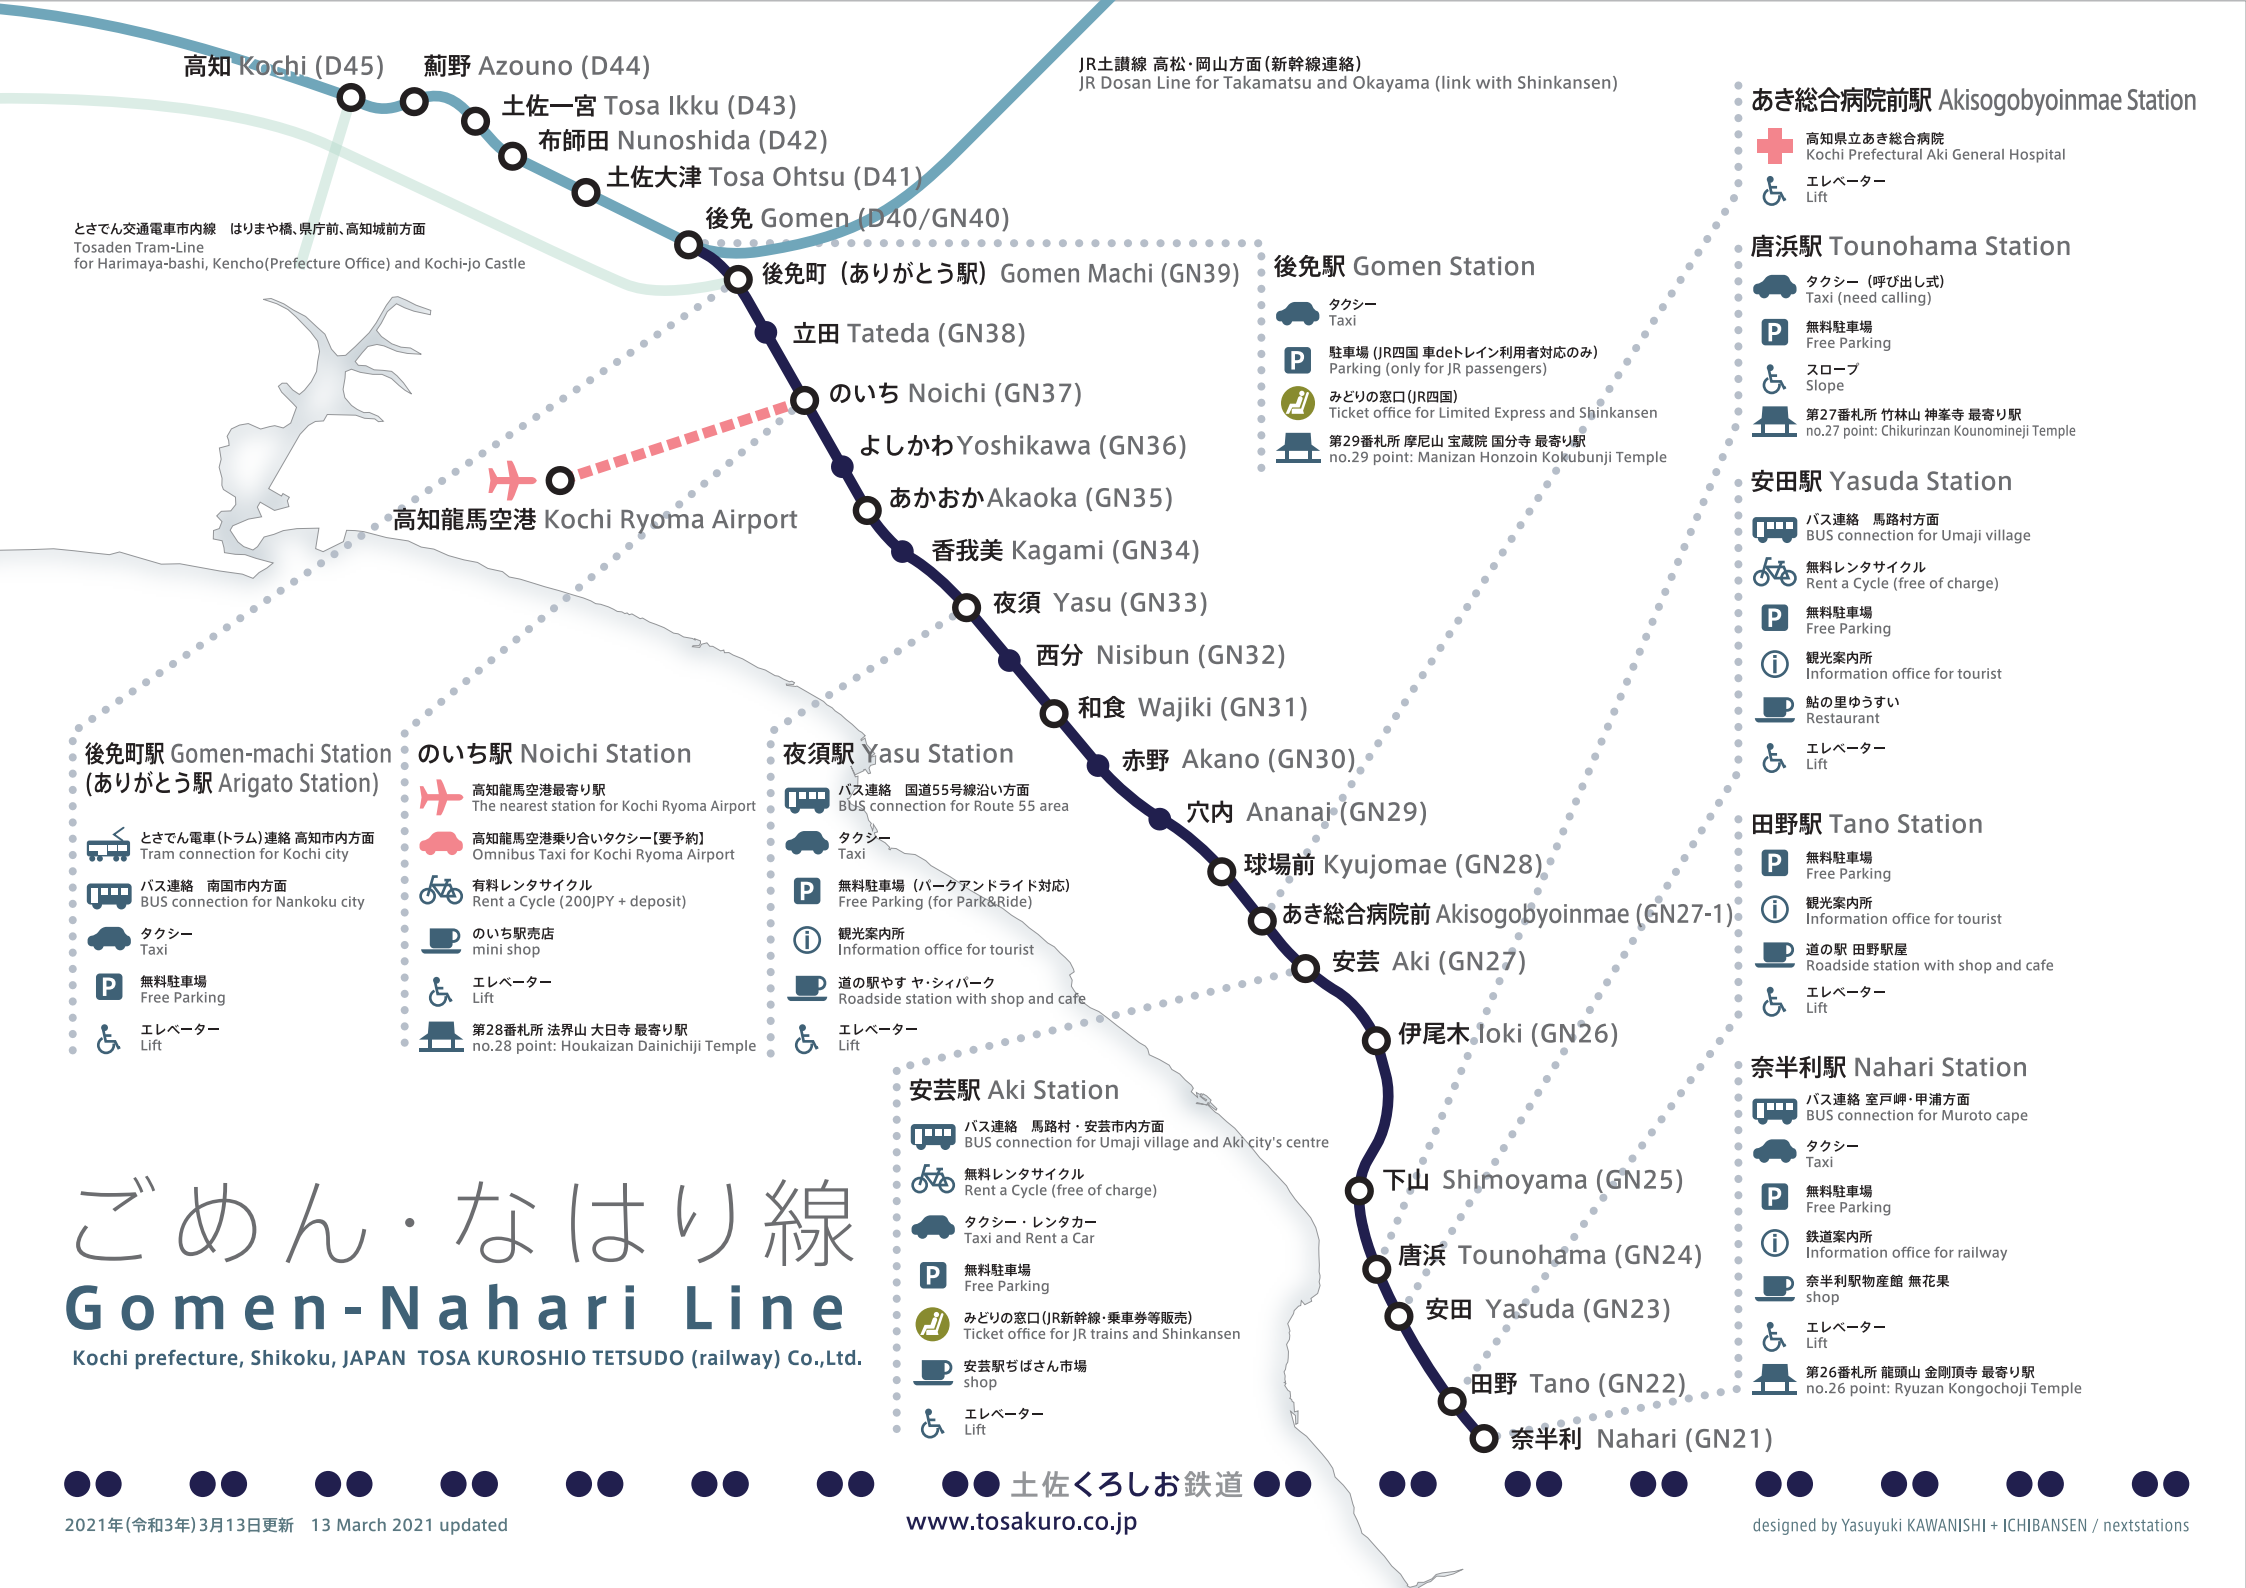 高知 Kochi (D45)
薊野 Azouno (D44)
土佐一宮 Tosa Ikku (D43)
布師田 Nunoshida (D42)
土佐大津 Tosa Ohtsu (D41)
後免 Gomen (D40/GN40)
後免町（ありがとう駅）Gomen Machi (GN39)
立田 Tateda (GN38)
のいち Noichi (GN37)
よしかわ Yoshikawa (GN36)
あかおか Akaoka (GN35)
香我美 Kagami (GN34)
夜須 Yasu (GN33)
西分 Nisibun (GN32)
和食 Wajiki (GN31)
赤野 Akano (GN30)
穴内 Ananai (GN29)
球場前 Kyujomae (GN28)
あき総合病院前 Akisogobyoinmae (GN27-1)
安芸 Aki (GN27)
伊尾木 Ioki (GN26)
下山 Shimoyama (GN25)
唐浜 Tounohama (GN24)
安田 Yasuda (GN23)
田野 Tano (GN22)
奈半利 Nahari (GN21)
JR土讃線 高松・岡山方面（新幹線連絡）
JR Dosan Line for Takamatsu and Okayama (link with Shinkansen)
とさでん交通電車市内線　はりまや橋、県庁前、高知城前方面
Tosaden Tram-Line
for Harimaya-bashi, Kencho(Prefecture Office) and Kochi-jo Castle
高知龍馬空港 Kochi Ryoma Airport
後免駅 Gomen Station
タクシー
Taxi
P
駐車場 (JR四国 車deトレイン利用者対応のみ)
Parking (only for JR passengers)
みどりの窓口（JR四国）
Ticket office for Limited Express and Shinkansen
第29番札所 摩尼山 宝蔵院 国分寺 最寄り駅
no.29 point: Manizan Honzoin Kokubunji Temple
後免町駅 Gomen-machi Station
(ありがとう駅 Arigato Station)
とさでん電車（トラム）連絡 高知市内方面
Tram connection for Kochi city
バス連絡　南国市内方面
BUS connection for Nankoku city
タクシー
Taxi
P
無料駐車場
Free Parking
エレベーター
Lift
のいち駅 Noichi Station
高知龍馬空港最寄り駅
The nearest station for Kochi Ryoma Airport
高知龍馬空港乗り合いタクシー【要予約】
Omnibus Taxi for Kochi Ryoma Airport
有料レンタサイクル
Rent a Cycle (200JPY + deposit)
のいち駅売店
mini shop
エレベーター
Lift
第28番札所 法界山 大日寺 最寄り駅
no.28 point: Houkaizan Dainichiji Temple
夜須駅 Yasu Station
バス連絡　国道55号線沿い方面
BUS connection for Route 55 area
タクシー
Taxi
P
無料駐車場（パークアンドライド対応）
Free Parking (for Park&Ride)
観光案内所
Information office for tourist
道の駅やす ヤ・シィパーク
Roadside station with shop and cafe
エレベーター
Lift
安芸駅 Aki Station
バス連絡　馬路村・安芸市内方面
BUS connection for Umaji village and Aki city's centre
無料レンタサイクル
Rent a Cycle (free of charge)
タクシー・レンタカー
Taxi and Rent a Car
P
無料駐車場
Free Parking
みどりの窓口（JR新幹線・乗車券等販売）
Ticket office for JR trains and Shinkansen
安芸駅ぢばさん市場
shop
エレベーター
Lift
あき総合病院前駅 Akisogobyoinmae Station
高知県立あき総合病院
Kochi Prefectural Aki General Hospital
エレベーター
Lift
唐浜駅 Tounohama Station
タクシー（呼び出し式）
Taxi (need calling)
P
無料駐車場
Free Parking
スロープ
Slope
第27番札所 竹林山 神峯寺 最寄り駅
no.27 point: Chikurinzan Kounomineji Temple
安田駅 Yasuda Station
バス連絡　馬路村方面
BUS connection for Umaji village
無料レンタサイクル
Rent a Cycle (free of charge)
P
無料駐車場
Free Parking
観光案内所
Information office for tourist
鮎の里ゆうすい
Restaurant
エレベーター
Lift
田野駅 Tano Station
P
無料駐車場
Free Parking
観光案内所
Information office for tourist
道の駅 田野駅屋
Roadside station with shop and cafe
エレベーター
Lift
奈半利駅 Nahari Station
バス連絡 室戸岬・甲浦方面
BUS connection for Muroto cape
タクシー
Taxi
P
無料駐車場
Free Parking
鉄道案内所
Information office for railway
奈半利駅物産館 無花果
shop
エレベーター
Lift
第26番札所 龍頭山 金剛頂寺 最寄り駅
no.26 point: Ryuzan Kongochoji Temple
ごめん・なはり線
Gomen-Nahari Line
Kochi prefecture, Shikoku, JAPAN TOSA KUROSHIO TETSUDO (railway) Co.,Ltd.
土佐くろしお鉄道
2021年（令和3年）3月13日更新　13 March 2021 updated
www.tosakuro.co.jp
designed by Yasuyuki KAWANISHI + ICHIBANSEN / nextstations